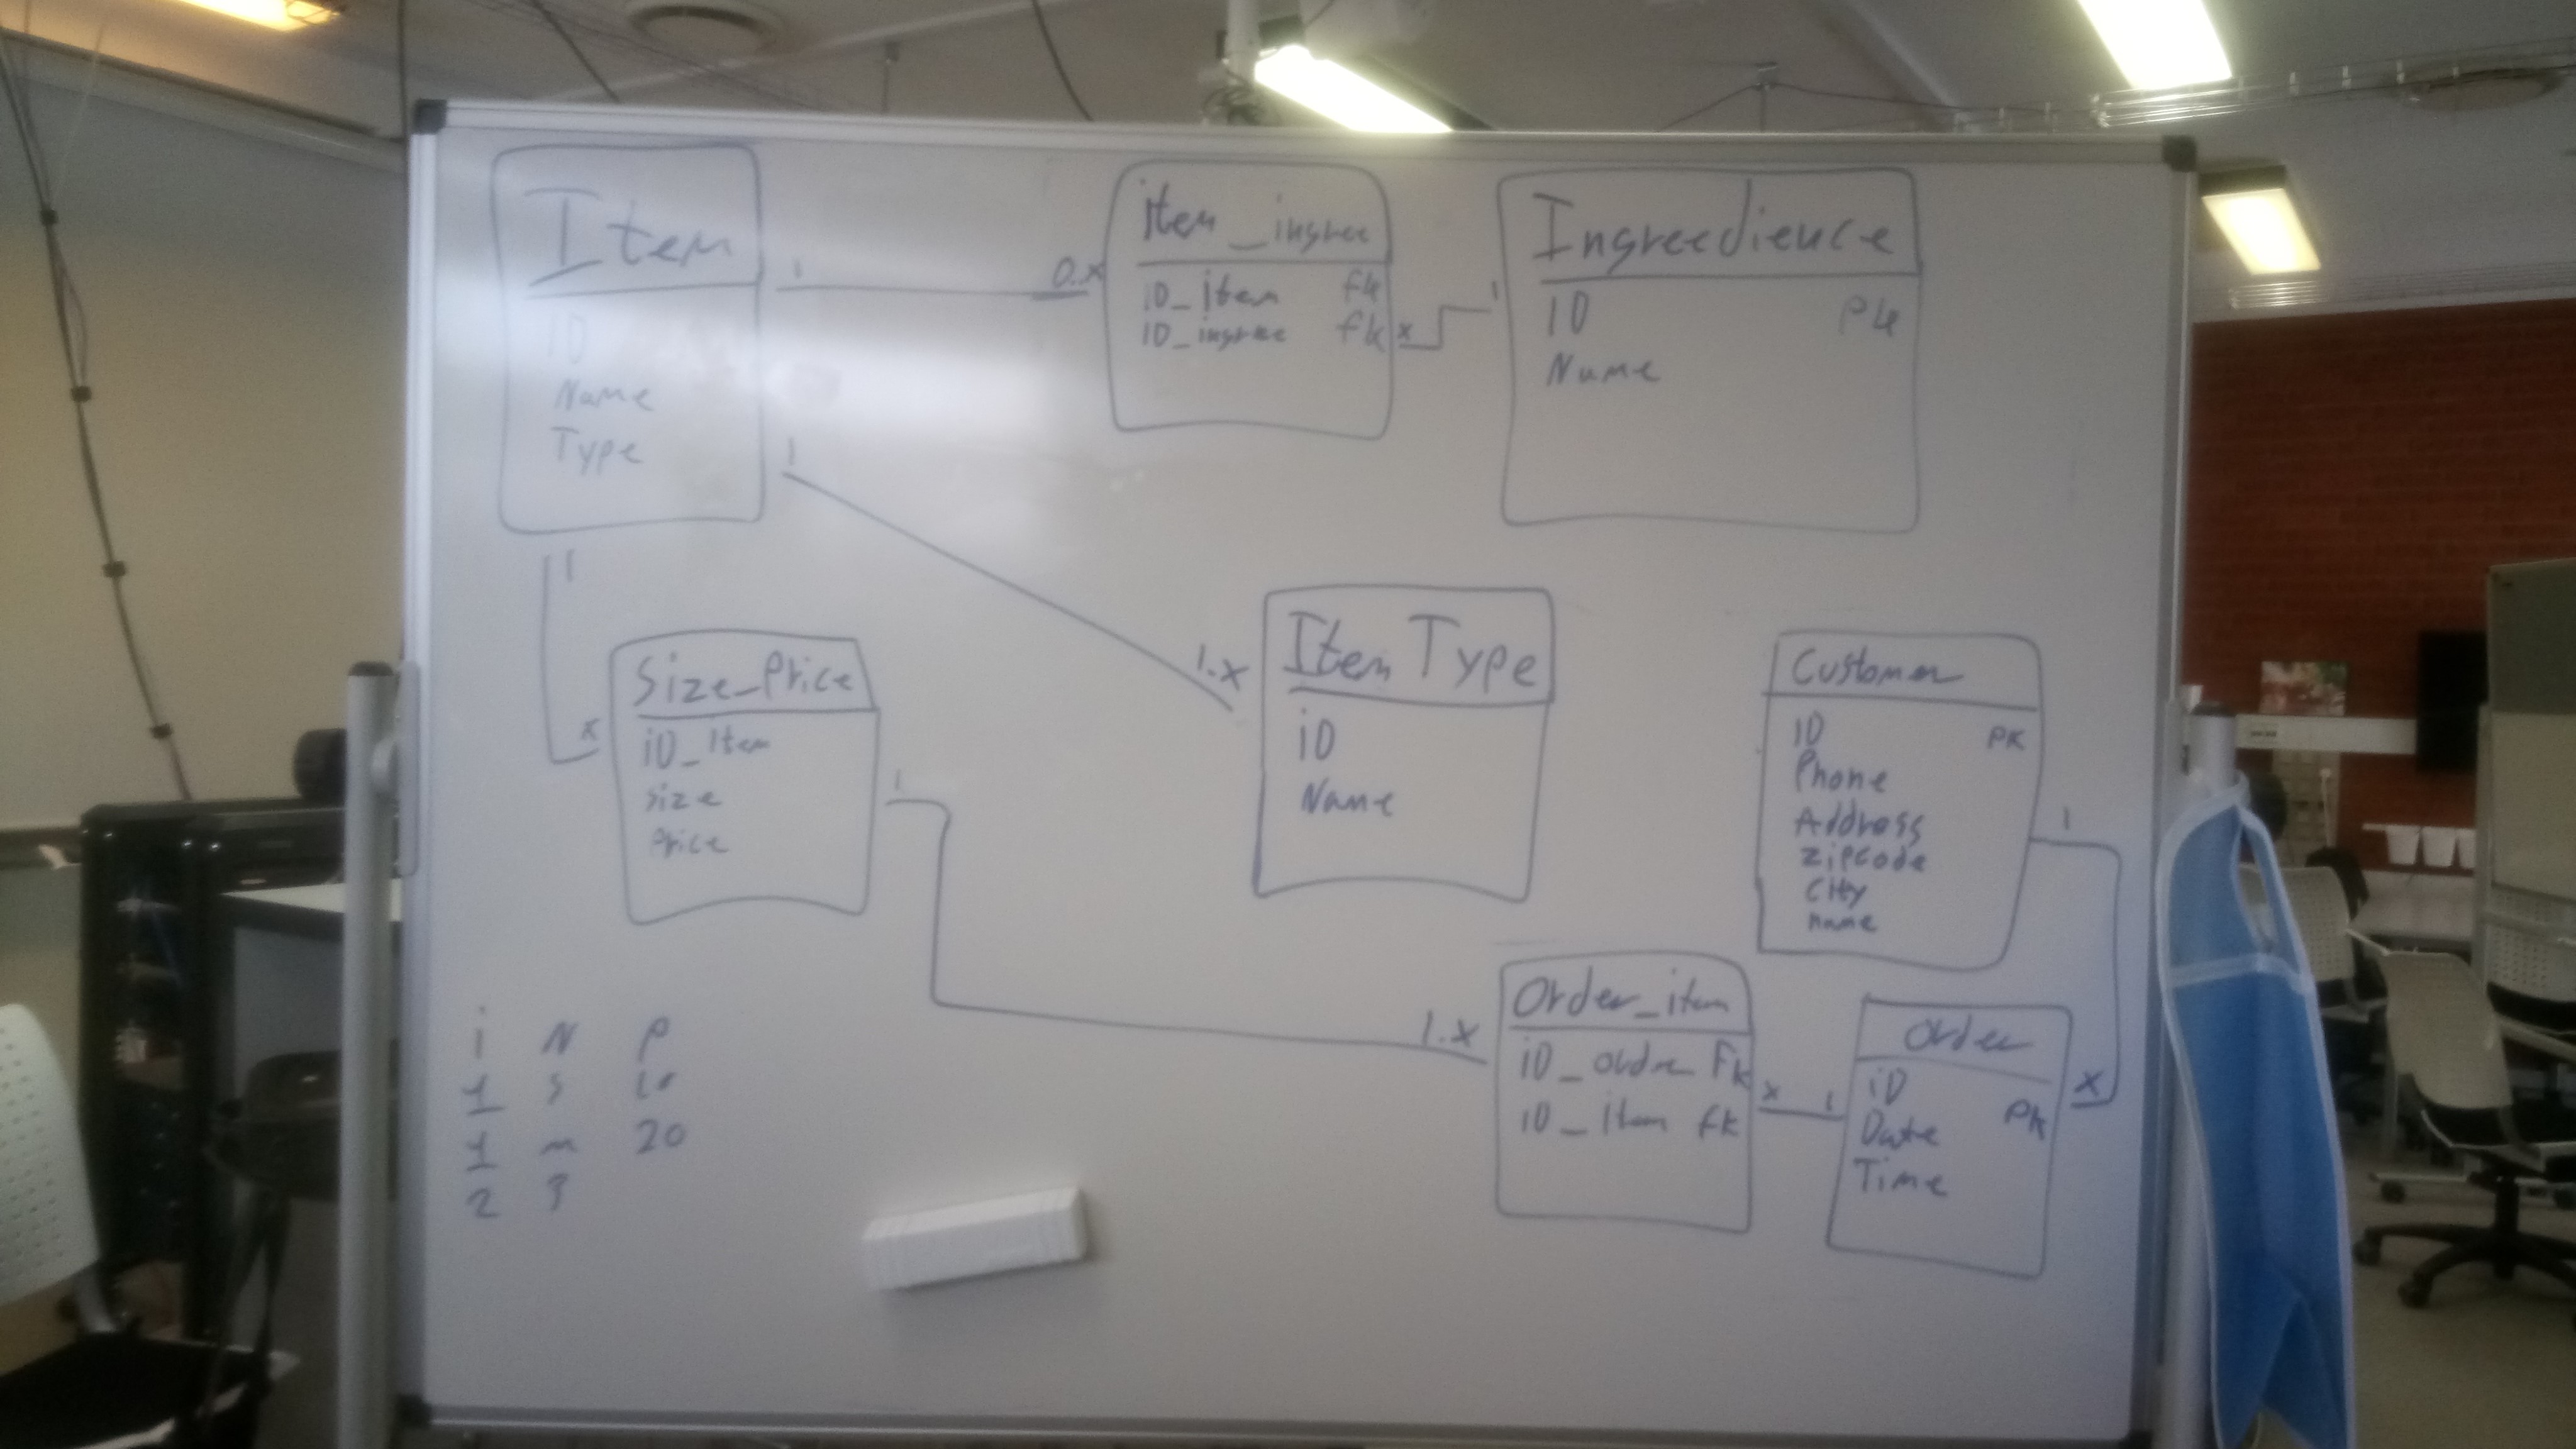 Item
ID
Name
Type
1
0..x
item_ingree
ID_item fk
ID_ingree fk
x
1
Ingreedience
ID Pk
Name
1
1.x
Item Type
iD
Name
1
x
Size_Price
iD_Item
size
Price
1
1.x
Customer
ID PK
Phone
Address
Zipcode
City
name
1
x
Order_item
iD_order Fk
ID_item fk
x
1
Order
iD Pk
Date
Time
i N P
1 s 10
1 m 20
2